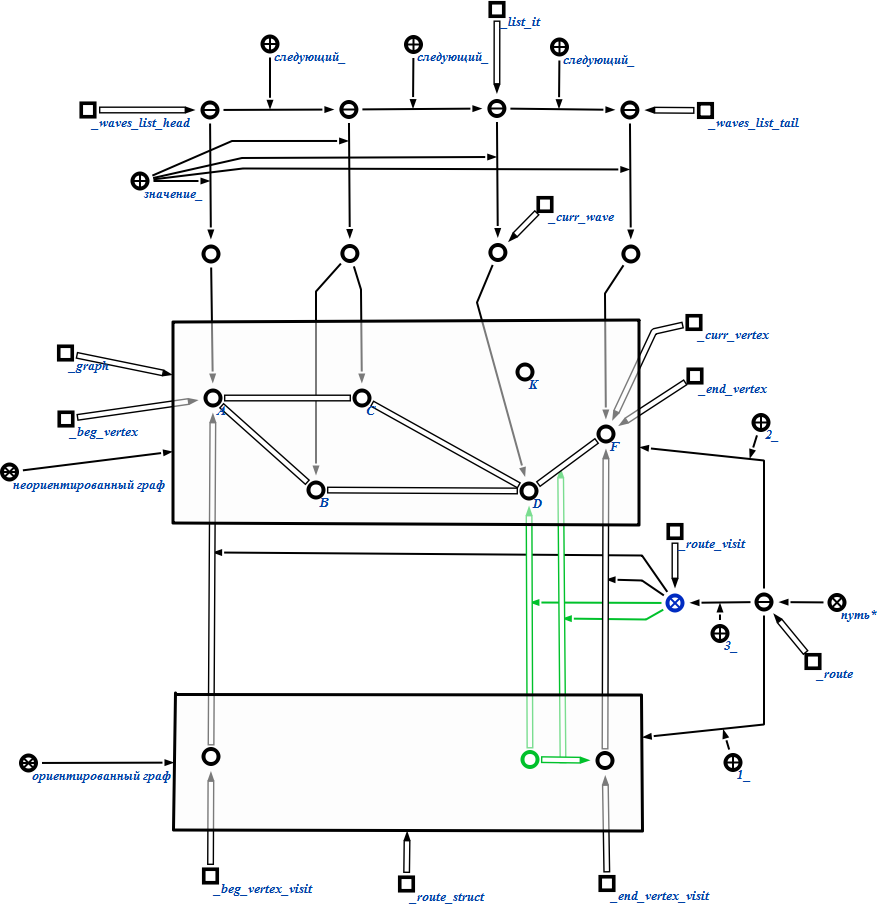 _list_it
следующий_
следующий_
следующий_
_waves_list_head
_waves_list_tail
значение_
_curr_wave
_curr_vertex
_graph
K
_end_vertex
A
C
_beg_vertex
2_
F
неориентированный граф
B
D
_route_visit
путь*
3_
_route
ориентированный граф
1_
_beg_vertex_visit
_route_struct
_end_vertex_visit